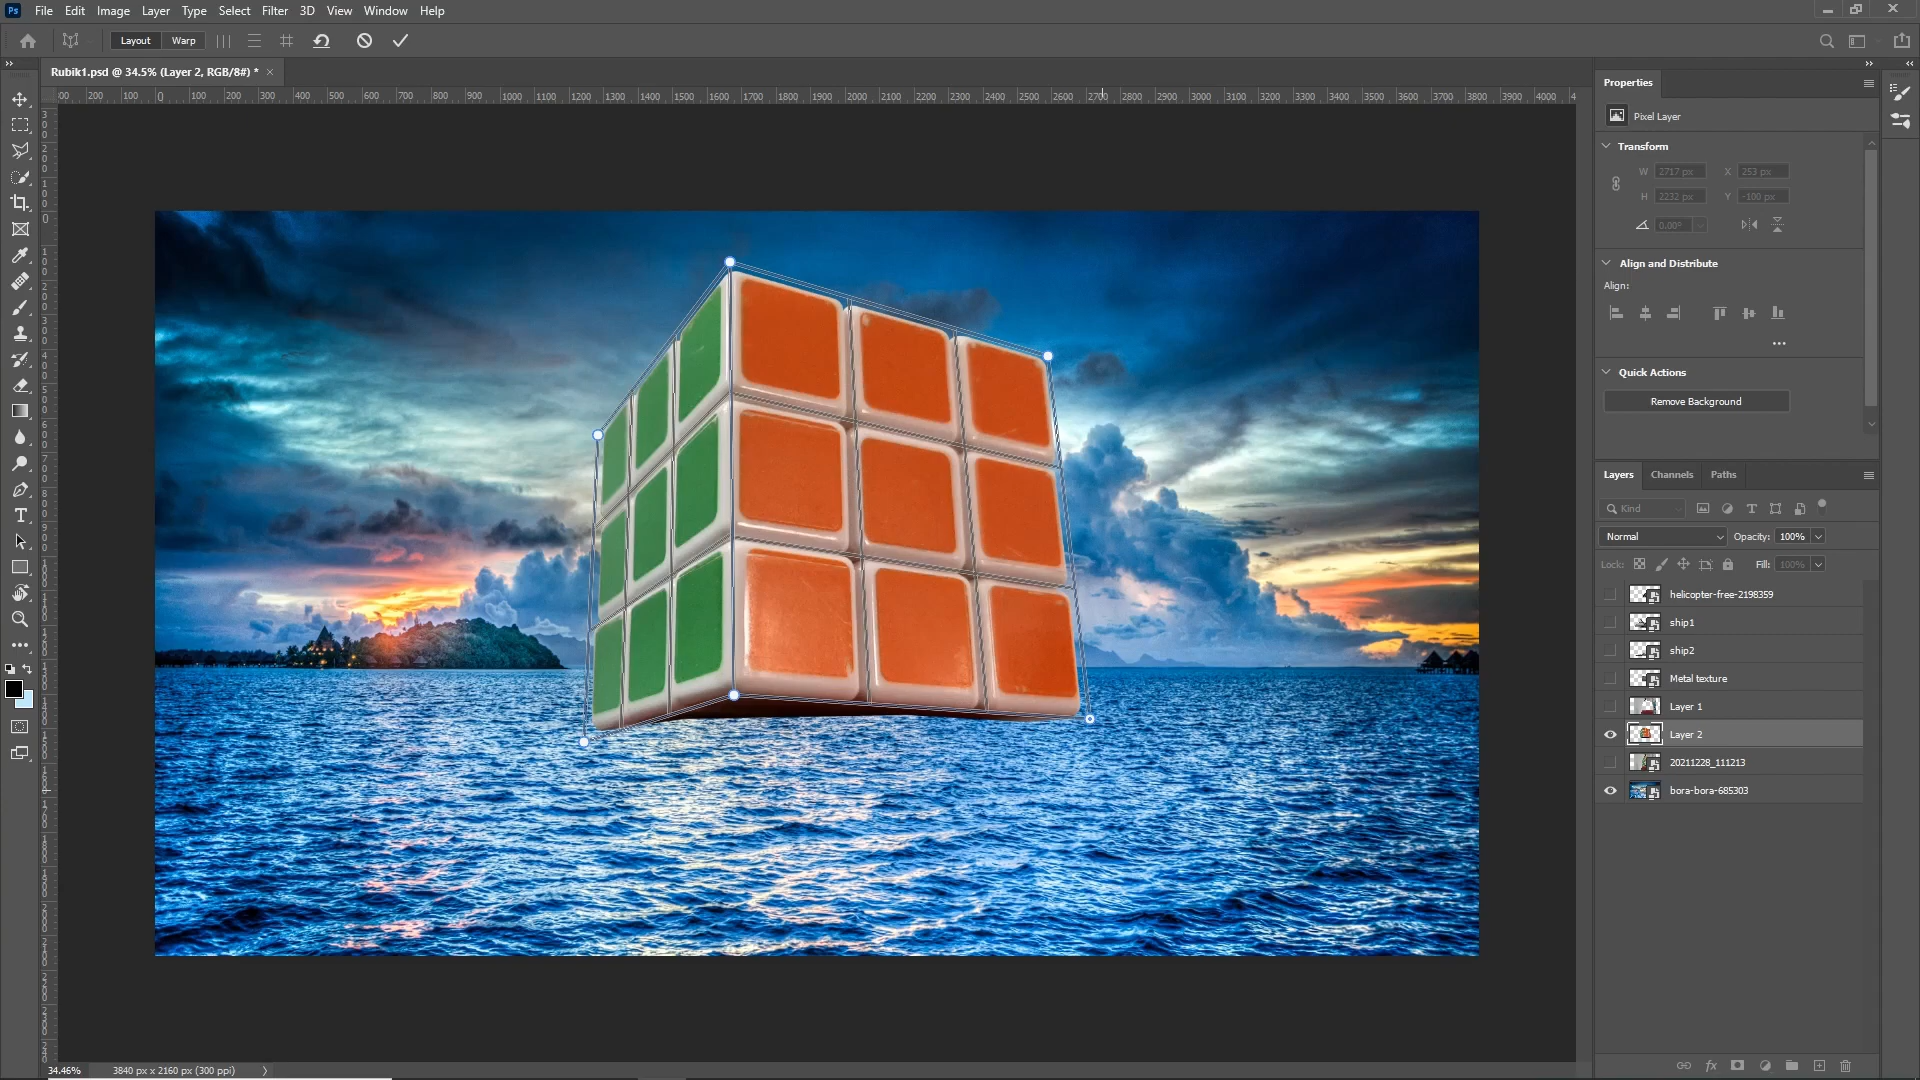 Ps File Edit Image Layer Type Select Filter 3D View Window Help
Layout Warp
Rubik1.psd @ 34.5% (Layer 2, RGB/8#) * ×
300 200 100 0 100 200 300 400 500 600 700 800 900 1000 1100 1200 1300 1400 1500 1600 1700 1800 1900 2000 2100 2200 2300 2400 2500 2600 2700 2800 2900 3000 3100 3200 3300 3400 3500 3600 3700 3800 3900 4000 4
Properties
Pixel Layer
Transform
W 2717 px X 253 px
H 2232 px Y -100 px
0.00°
Align and Distribute
Align:
Quick Actions
Remove Background
Layers Channels Paths
Kind
Normal Opacity: 100%
Lock: Fill: 100%
helicopter-free-2198359
ship1
ship2
Metal texture
Layer 1
Layer 2
20211228_111213
bora-bora-685303
fx
34.46% 3840 px x 2160 px (300 ppi)